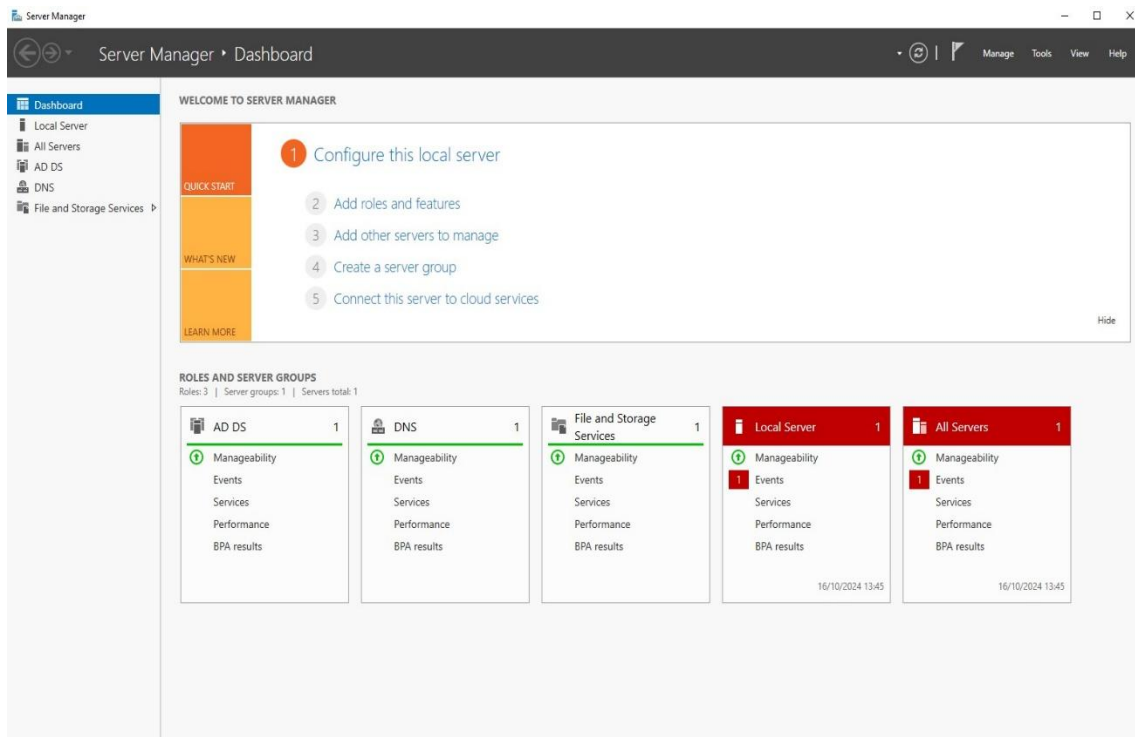 Server Manager
Server Manager • Dashboard
Manage Tools View Help
Dashboard
Local Server
All Servers
AD DS
DNS
File and Storage Services
WELCOME TO SERVER MANAGER
QUICK START
WHAT'S NEW
LEARN MORE
1 Configure this local server
2 Add roles and features
3 Add other servers to manage
4 Create a server group
5 Connect this server to cloud services
Hide
ROLES AND SERVER GROUPS
Roles: 3 | Server groups: 1 | Servers total: 1
AD DS 1
Manageability
Events
Services
Performance
BPA results
DNS 1
Manageability
Events
Services
Performance
BPA results
File and Storage
Services 1
Manageability
Events
Services
Performance
BPA results
Local Server 1
Manageability
1 Events
Services
Performance
BPA results
16/10/2024 13:45
All Servers 1
Manageability
1 Events
Services
Performance
BPA results
16/10/2024 13:45